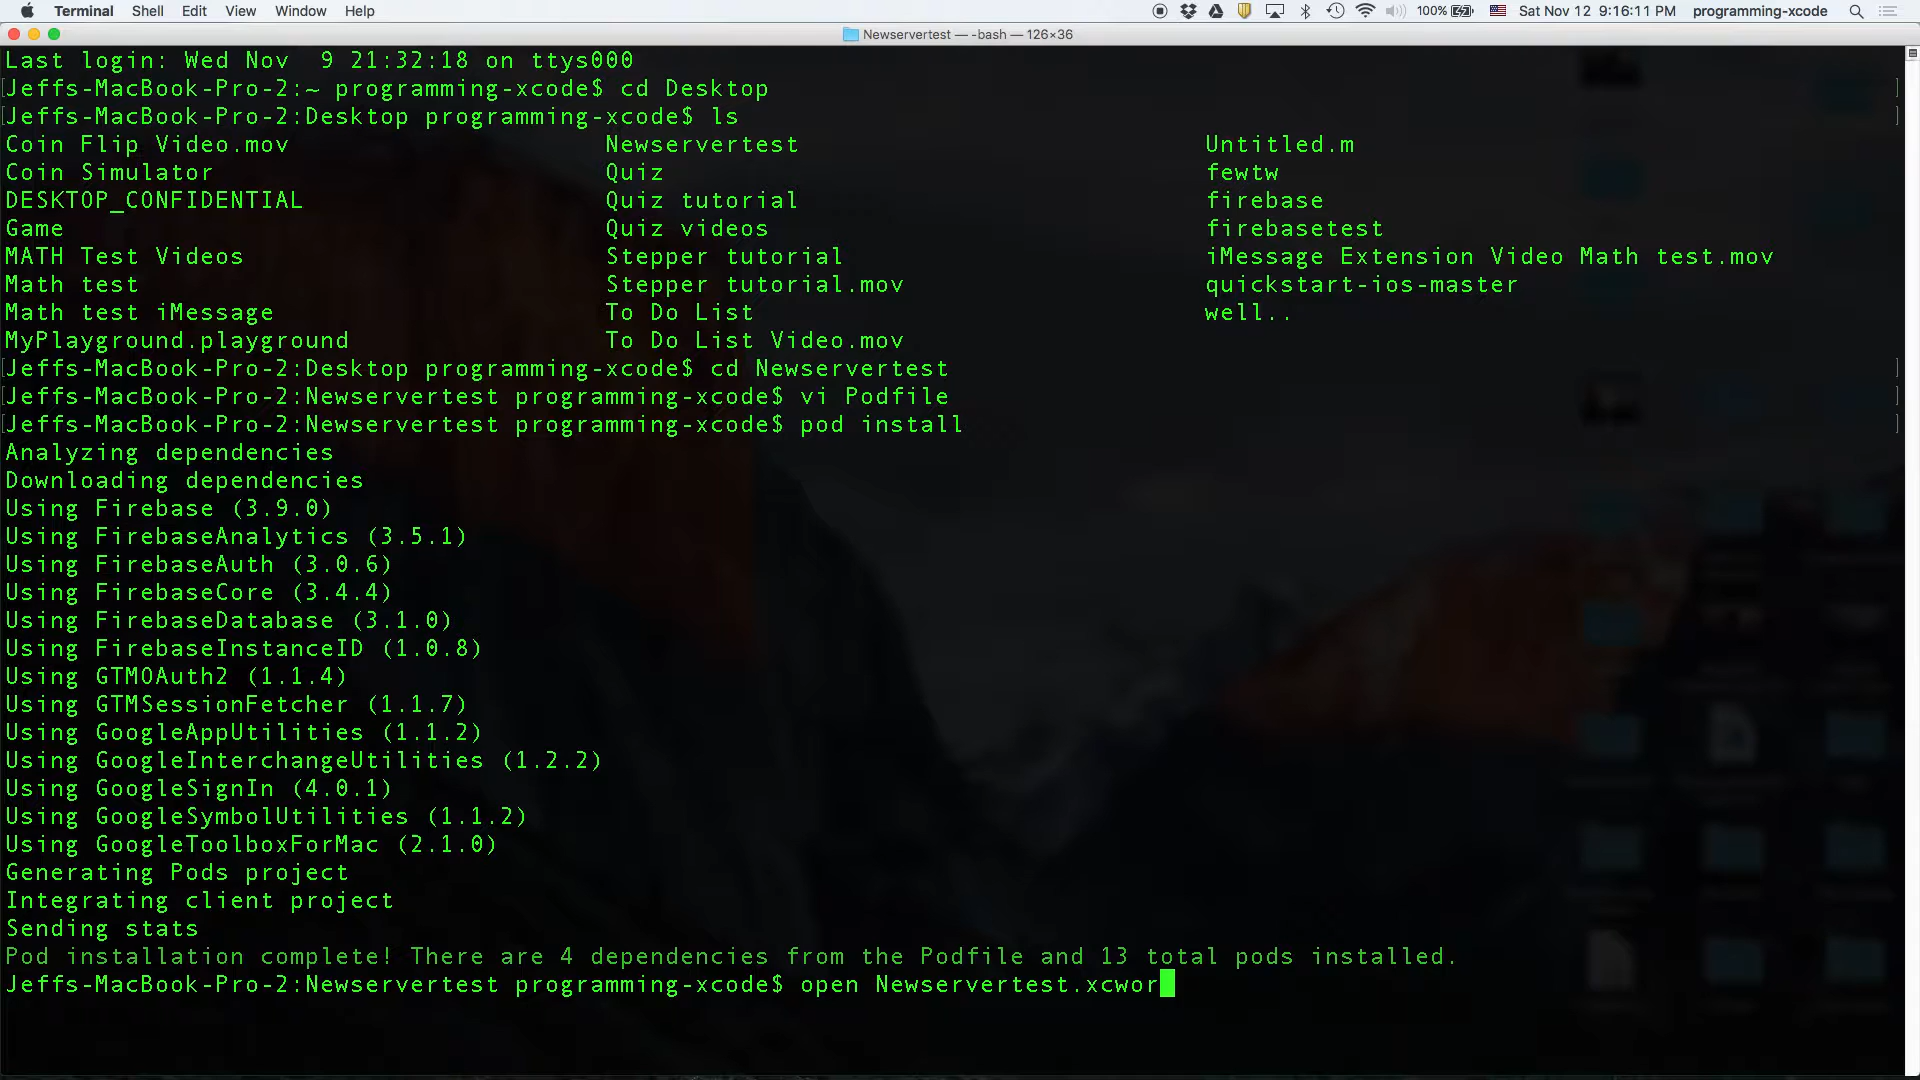 Terminal Shell Edit View Window Help 100% Sat Nov 12 9:16:11 PM programming-xcode
Newservertest — -bash — 126×36
Last login: Wed Nov  9 21:32:18 on ttys000
[Jeffs-MacBook-Pro-2:~ programming-xcode$ cd Desktop ]
[Jeffs-MacBook-Pro-2:Desktop programming-xcode$ ls ]
Coin Flip Video.mov Newservertest Untitled.m
Coin Simulator Quiz fewtw
DESKTOP_CONFIDENTIAL Quiz tutorial firebase
Game Quiz videos firebasetest
MATH Test Videos Stepper tutorial iMessage Extension Video Math test.mov
Math test Stepper tutorial.mov quickstart-ios-master
Math test iMessage To Do List well..
MyPlayground.playground To Do List Video.mov
[Jeffs-MacBook-Pro-2:Desktop programming-xcode$ cd Newservertest ]
[Jeffs-MacBook-Pro-2:Newservertest programming-xcode$ vi Podfile ]
[Jeffs-MacBook-Pro-2:Newservertest programming-xcode$ pod install ]
Analyzing dependencies
Downloading dependencies
Using Firebase (3.9.0)
Using FirebaseAnalytics (3.5.1)
Using FirebaseAuth (3.0.6)
Using FirebaseCore (3.4.4)
Using FirebaseDatabase (3.1.0)
Using FirebaseInstanceID (1.0.8)
Using GTMOAuth2 (1.1.4)
Using GTMSessionFetcher (1.1.7)
Using GoogleAppUtilities (1.1.2)
Using GoogleInterchangeUtilities (1.2.2)
Using GoogleSignIn (4.0.1)
Using GoogleSymbolUtilities (1.1.2)
Using GoogleToolboxForMac (2.1.0)
Generating Pods project
Integrating client project
Sending stats
Pod installation complete! There are 4 dependencies from the Podfile and 13 total pods installed.
Jeffs-MacBook-Pro-2:Newservertest programming-xcode$ open Newservertest.xcwor